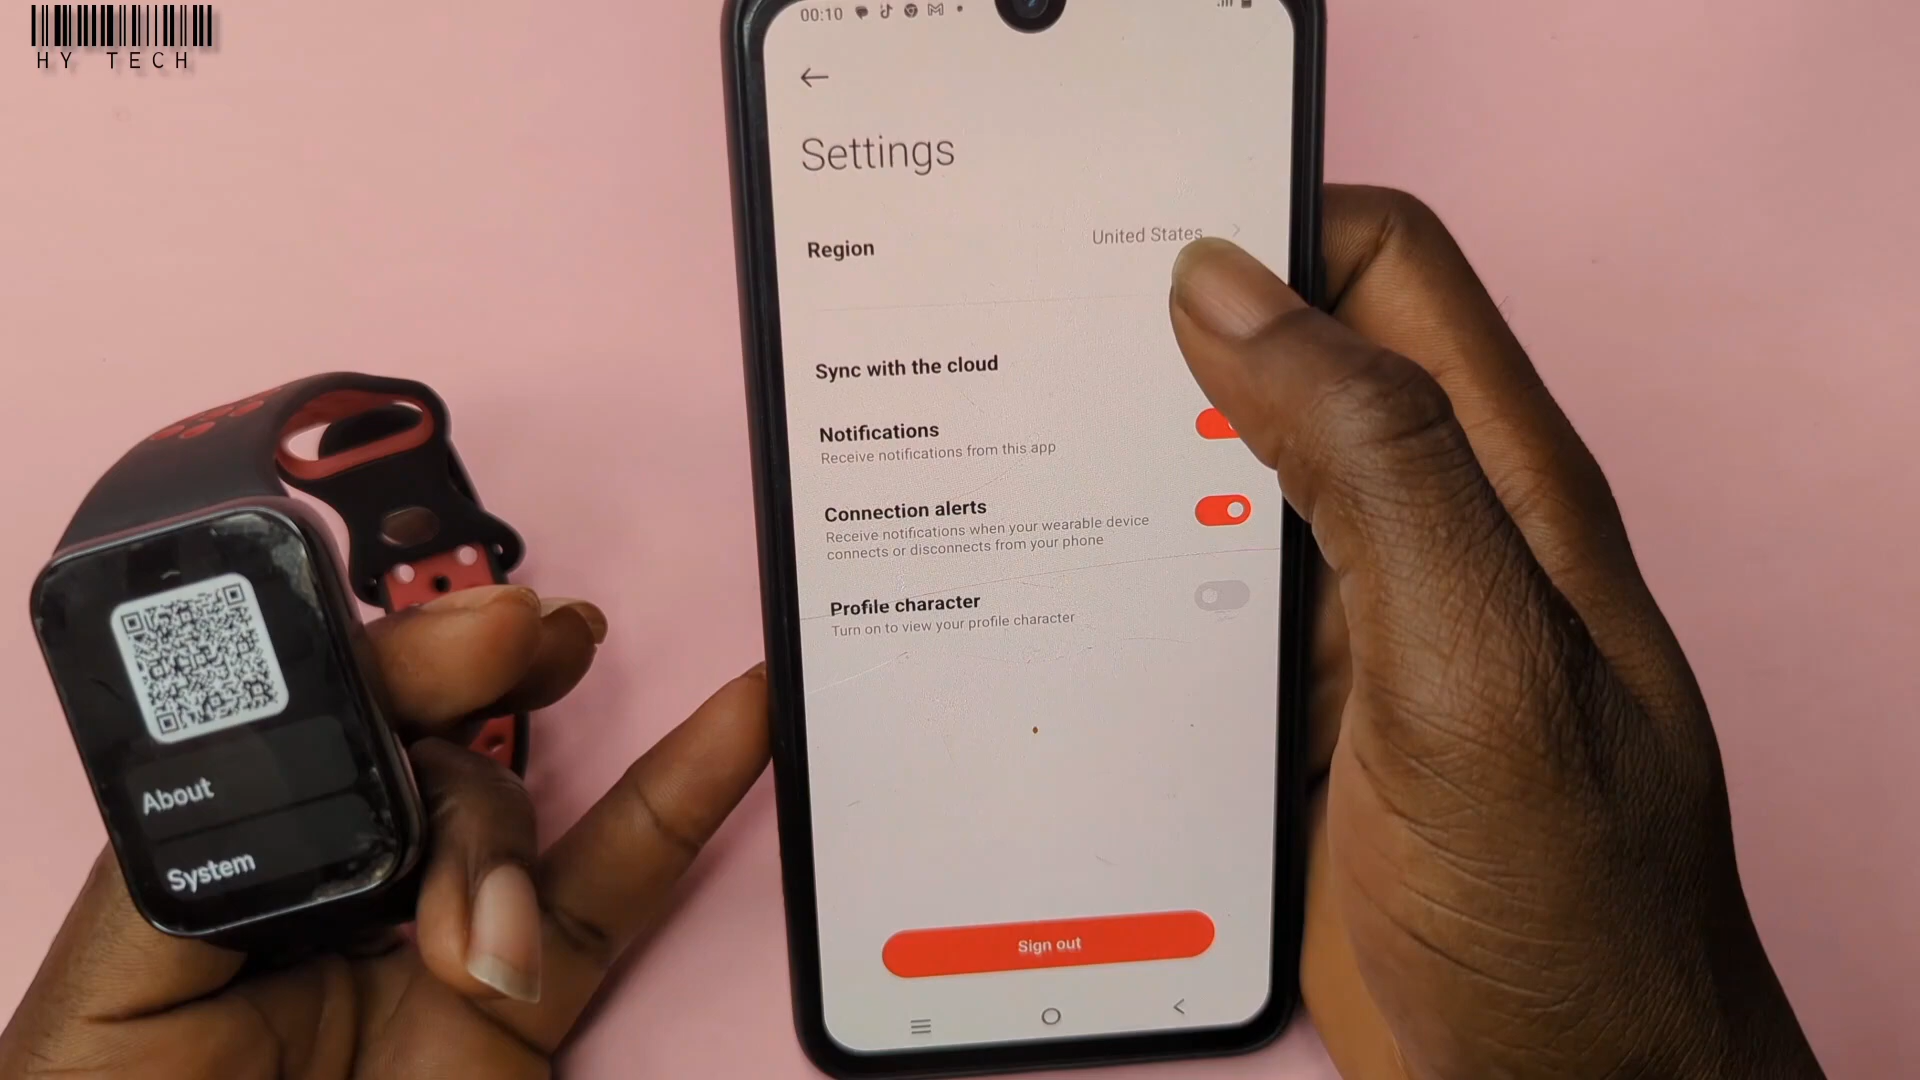 HY TECH
00:10
Settings
Region
United States
Sync with the cloud
Notifications
Receive notifications from this app
Connection alerts
Receive notifications when your wearable device
connects or disconnects from your phone
Profile character
Turn on to view your profile character
Sign out
About
System